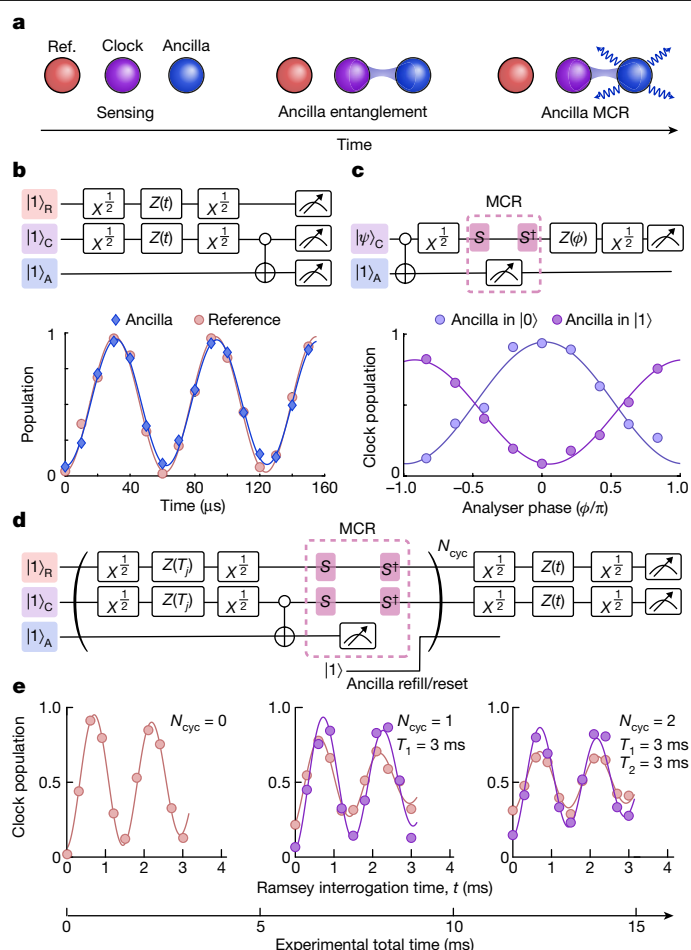 a
Ref. Clock Ancilla
Sensing Ancilla entanglement Ancilla MCR
Time
b
|1⟩R X^1/2 Z(t) X^1/2
|1⟩C X^1/2 Z(t) X^1/2
|1⟩A
Ancilla Reference
Population
1
0
0 40 80 120 160
Time (μs)
c
MCR
|ψ⟩C X^1/2 S S† Z(ϕ) X^1/2
|1⟩A
Ancilla in |0⟩ Ancilla in |1⟩
Clock population
1
0
-1.0 -0.5 0 0.5 1.0
Analyser phase (ϕ/π)
d
MCR
Ncyc
|1⟩R X^1/2 Z(Tj) X^1/2 S S† X^1/2 Z(t) X^1/2
|1⟩C X^1/2 Z(Tj) X^1/2 S S† X^1/2 Z(t) X^1/2
|1⟩A
|1⟩
Ancilla refill/reset
e
Clock population
1.0
0.5
0
0 1 2 3 4
Ncyc = 0
1.0
0.5
0
0 1 2 3 4
Ncyc = 1
T1 = 3 ms
1.0
0.5
0
0 1 2 3 4
Ncyc = 2
T1 = 3 ms
T2 = 3 ms
Ramsey interrogation time, t (ms)
0 5 10 15
Experimental total time (ms)